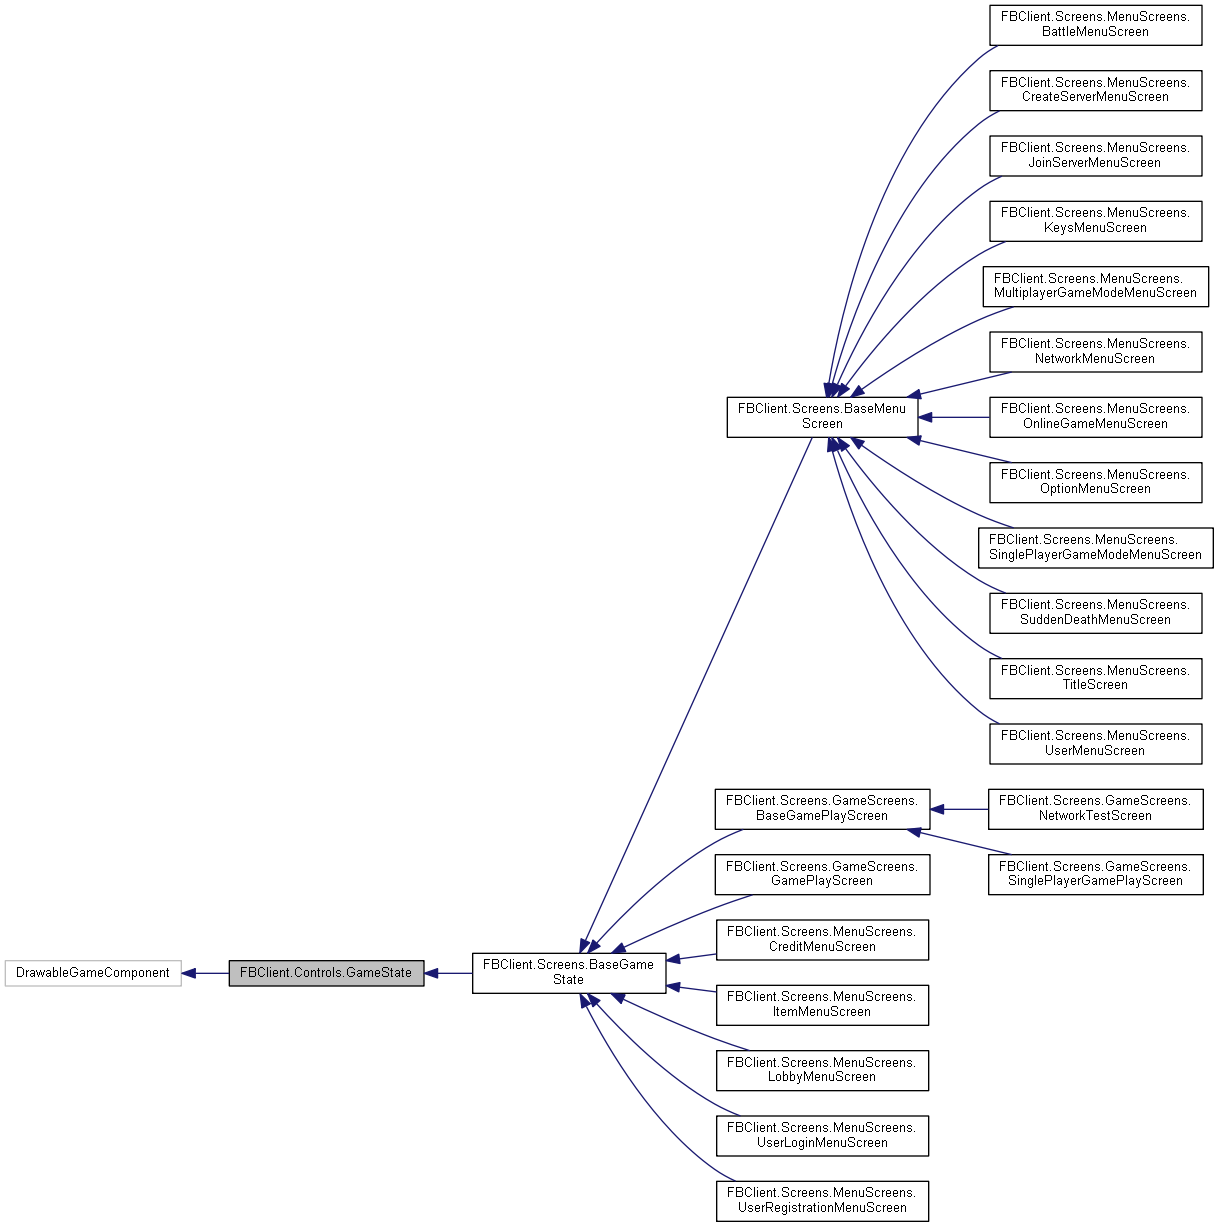 FBClient.Screens.MenuScreens.
BattleMenuScreen
FBClient.Screens.MenuScreens.
CreateServerMenuScreen
FBClient.Screens.MenuScreens.
JoinServerMenuScreen
FBClient.Screens.MenuScreens.
KeysMenuScreen
FBClient.Screens.MenuScreens.
MultiplayerGameModeMenuScreen
FBClient.Screens.MenuScreens.
NetworkMenuScreen
FBClient.Screens.BaseMenu
Screen
FBClient.Screens.MenuScreens.
OnlineGameMenuScreen
FBClient.Screens.MenuScreens.
OptionMenuScreen
FBClient.Screens.MenuScreens.
SinglePlayerGameModeMenuScreen
FBClient.Screens.MenuScreens.
SuddenDeathMenuScreen
FBClient.Screens.MenuScreens.
TitleScreen
FBClient.Screens.MenuScreens.
UserMenuScreen
FBClient.Screens.GameScreens.
BaseGamePlayScreen
FBClient.Screens.GameScreens.
NetworkTestScreen
FBClient.Screens.GameScreens.
GamePlayScreen
FBClient.Screens.GameScreens.
SinglePlayerGamePlayScreen
FBClient.Screens.MenuScreens.
CreditMenuScreen
DrawableGameComponent
FBClient.Controls.GameState
FBClient.Screens.BaseGame
State
FBClient.Screens.MenuScreens.
ItemMenuScreen
FBClient.Screens.MenuScreens.
LobbyMenuScreen
FBClient.Screens.MenuScreens.
UserLoginMenuScreen
FBClient.Screens.MenuScreens.
UserRegistrationMenuScreen